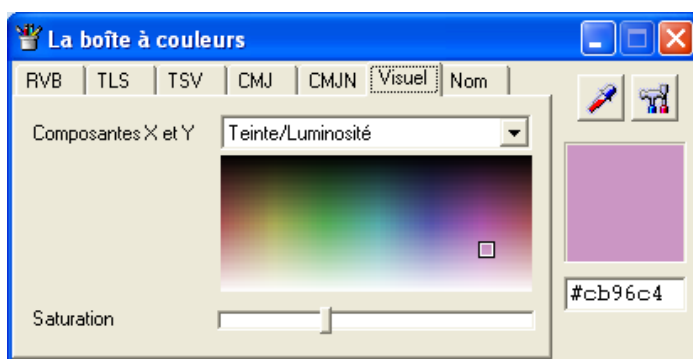 La boîte à couleurs
RVB TLS TSV CMJ CMJN Visuel Nom
Composantes X et Y Teinte/Luminosité
#cb96c4
Saturation